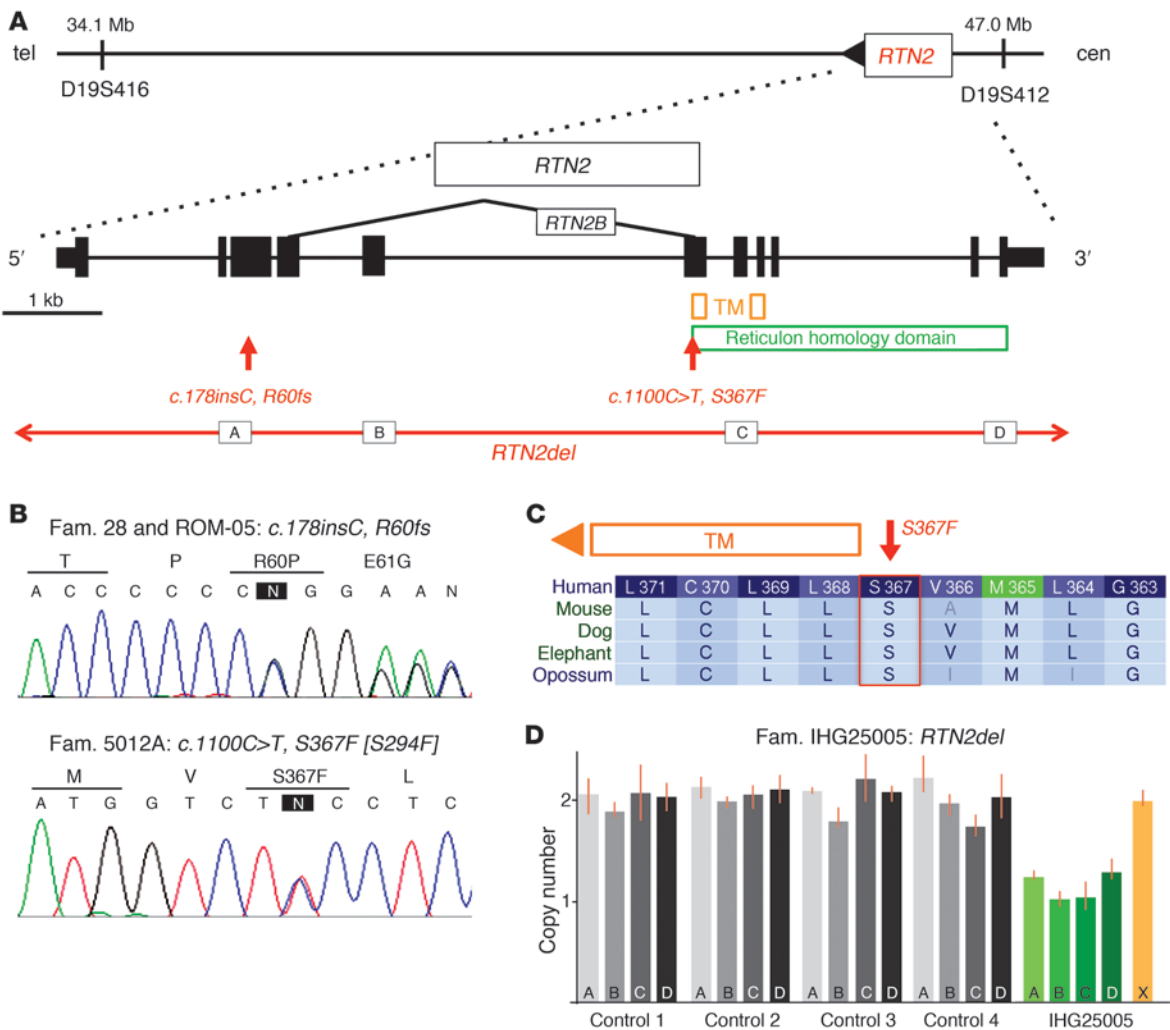 A
34.1 Mb
47.0 Mb
tel
RTN2
cen
D19S416
D19S412
RTN2
RTN2B
5′
3′
1 kb
TM
Reticulon homology domain
c.178insC, R60fs
c.1100C>T, S367F
A
B
C
D
RTN2del
B
Fam. 28 and ROM-05: c.178insC, R60fs
T P R60P E61G
A C C C C C C N G G A A N
Fam. 5012A: c.1100C>T, S367F [S294F]
M V S367F L
A T G G T C T N C C T C
C
TM
S367F
Human L 371 C 370 L 369 L 368 S 367 V 366 M 365 L 364 G 363
Mouse L C L L S A M L G
Dog L C L L S V M L G
Elephant L C L L S V M L G
Opossum L C L L S I M I G
D
Fam. IHG25005: RTN2del
Copy number
2
1
A B C D A B C D A B C D A B C D A B C D X
Control 1 Control 2 Control 3 Control 4 IHG25005